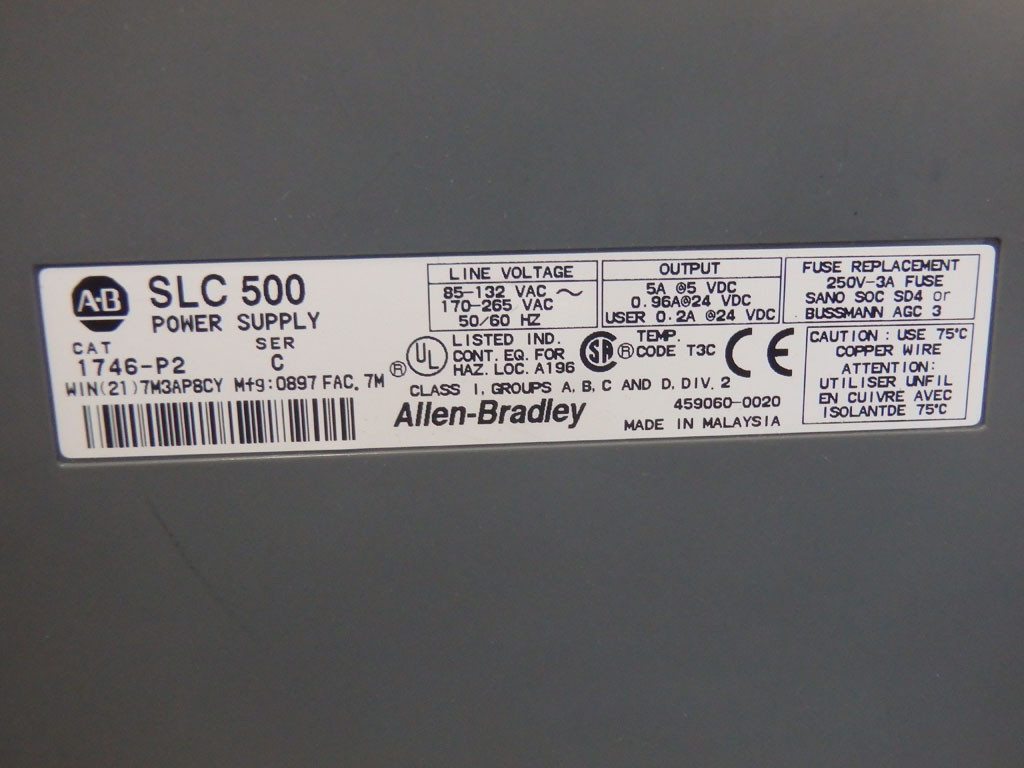 A-B
SLC 500
POWER SUPPLY
CAT
SER
1746-P2
C
WIN(21)7M3AP8CY Mfg:0897 FAC. 7M
LINE VOLTAGE
85-132 VAC ~
170-265 VAC
50/60 HZ
OUTPUT
5A @5 VDC
0.96A@24 VDC
USER 0.2A @24 VDC
FUSE REPLACEMENT
250V-3A FUSE
SANO SOC SD4 or
BUSSMANN AGC 3
® UL
LISTED IND.
CONT. EQ. FOR
HAZ. LOC. A196
SA ®
TEMP.
CODE T3C
CE
CLASS I, GROUPS A, B, C AND D, DIV. 2
Allen-Bradley
459060-0020
MADE IN MALAYSIA
CAUTION: USE 75°C
COPPER WIRE
ATTENTION:
UTILISER UNFIL
EN CUIVRE AVEC
ISOLANTDE 75°C